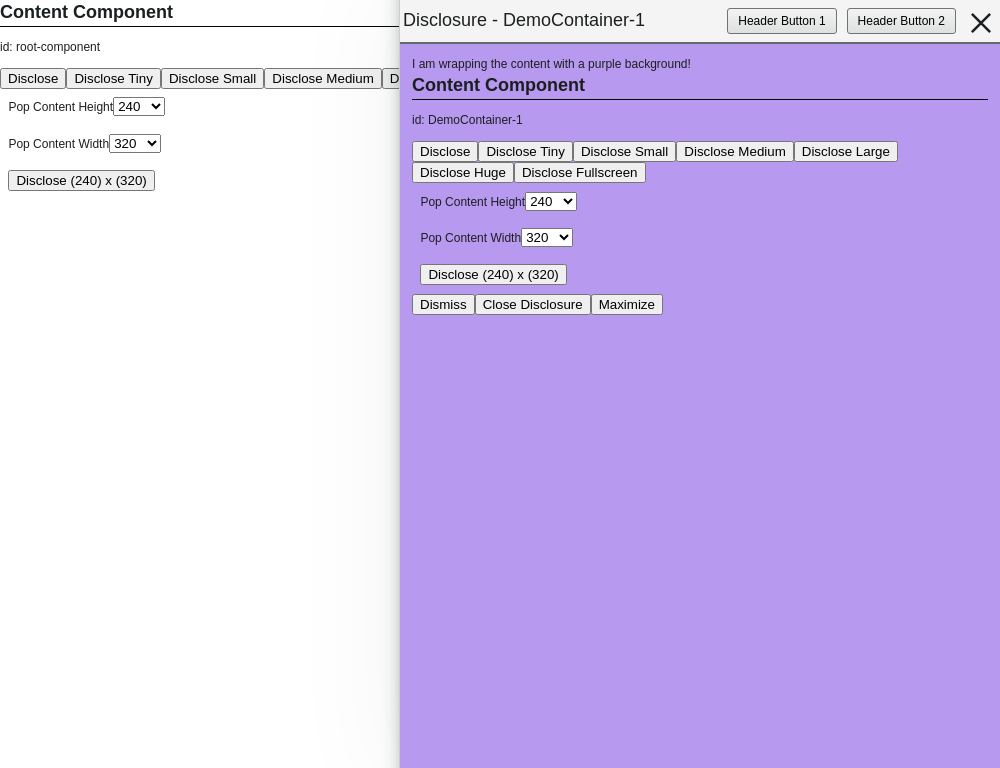 Content Component
id: root-component
Disclose Disclose Tiny Disclose Small Disclose Medium D
Pop Content Height 240
Pop Content Width 320
Disclose (240) x (320)
Disclosure - DemoContainer-1 Header Button 1 Header Button 2
I am wrapping the content with a purple background!
Content Component
id: DemoContainer-1
Disclose Disclose Tiny Disclose Small Disclose Medium Disclose Large
Disclose Huge Disclose Fullscreen
Pop Content Height 240
Pop Content Width 320
Disclose (240) x (320)
Dismiss Close Disclosure Maximize